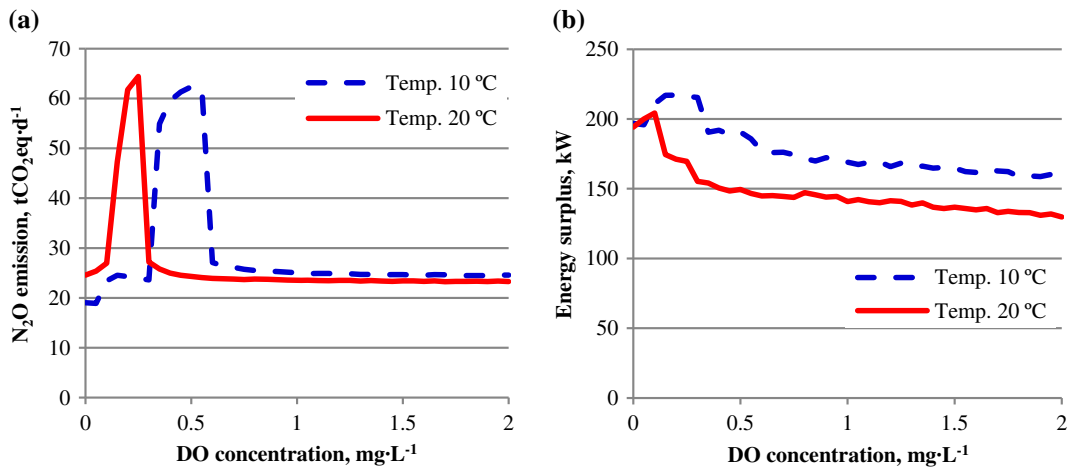 (a)
N₂O emission, tCO₂eq·d⁻¹
70
60
50
40
30
20
10
0
Temp. 10 ºC
Temp. 20 ºC
0
0.5
1
1.5
2
DO concentration, mg·L⁻¹
(b)
Energy surplus, kW
250
200
150
100
50
0
Temp. 10 ºC
Temp. 20 ºC
0
0.5
1
1.5
2
DO concentration, mg·L⁻¹